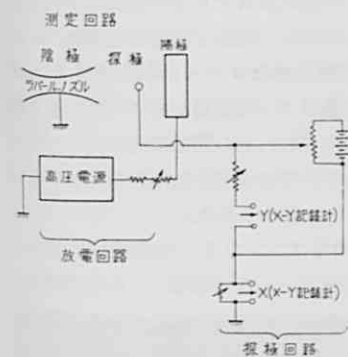 測定回路
陽極
陰極
探極
ラバールノズル
高圧電源
放電回路
Y(X-Y記録計)
X(X-Y記録計)
探極回路